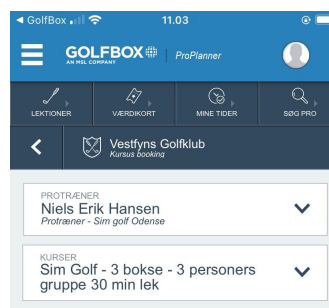 ◀ GolfBox 11.03
GOLFBOX ProPlanner
AN MSL COMPANY
LEKTIONER VÆRDIKORT MINE TIDER SØG PRO
Vestfyns Golfklub
Kursus booking
PROTRÆNER
Niels Erik Hansen
Protræner - Sim golf Odense
KURSER
Sim Golf - 3 bokse - 3 personers
gruppe 30 min lek